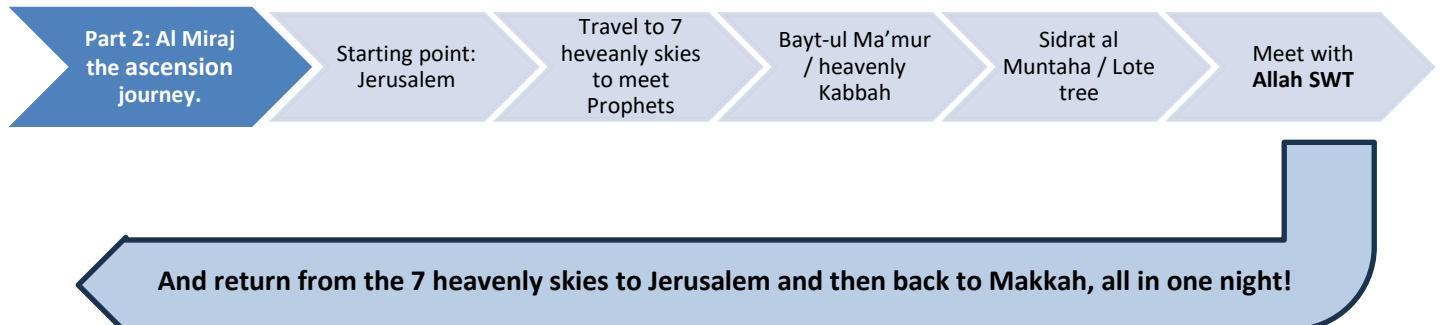 Part 2: Al Miraj
the ascension
journey.
Starting point:
Jerusalem
Travel to 7
heveanly skies
to meet
Prophets
Bayt-ul Ma’mur
/ heavenly
Kabbah
Sidrat al
Muntaha / Lote
tree
Meet with
Allah SWT
And return from the 7 heavenly skies to Jerusalem and then back to Makkah, all in one night!